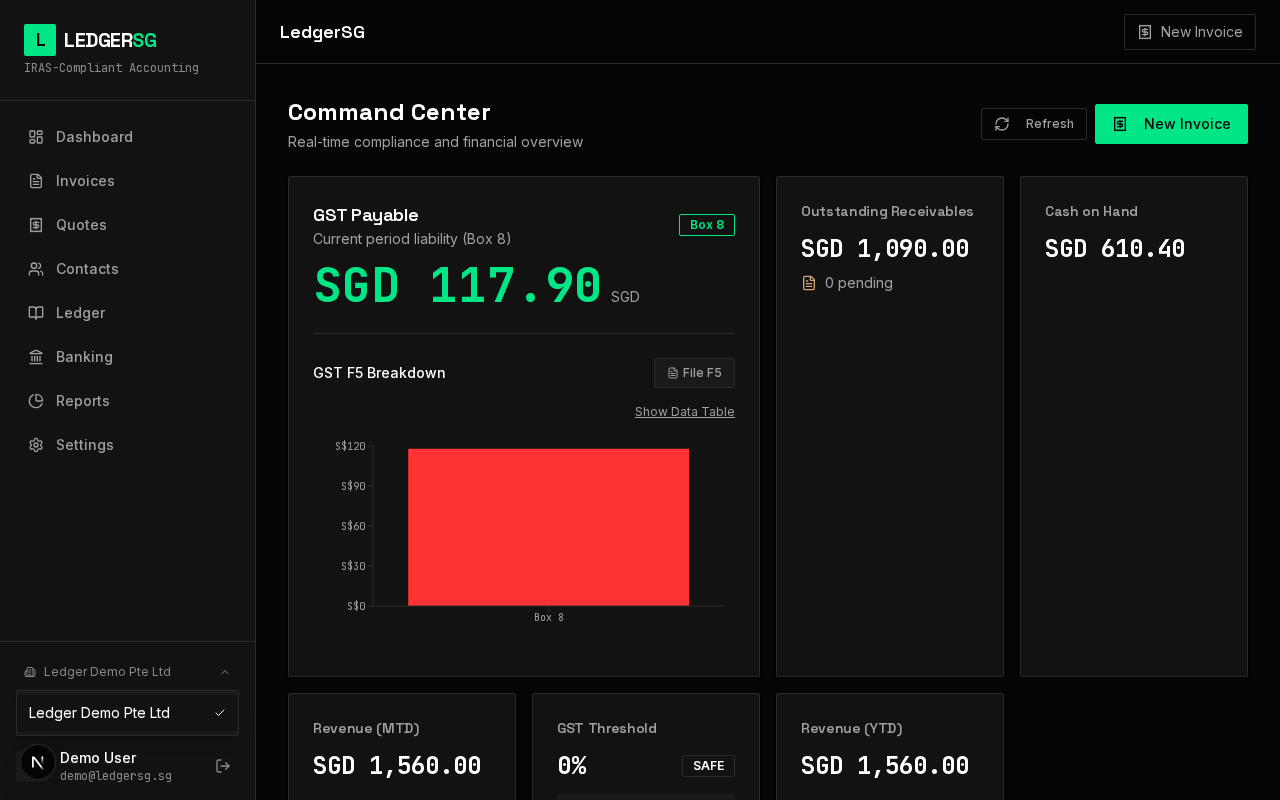 L LEDGERSG
IRAS-Compliant Accounting
Dashboard
Invoices
Quotes
Contacts
Ledger
Banking
Reports
Settings
Ledger Demo Pte Ltd
Ledger Demo Pte Ltd
N
Demo User
demo@ledgersg.sg
LedgerSG
New Invoice
Command Center
Real-time compliance and financial overview
Refresh
New Invoice
GST Payable
Current period liability (Box 8)
Box 8
SGD 117.90 SGD
GST F5 Breakdown
File F5
Show Data Table
S$120
S$90
S$60
S$30
S$0
Box 8
Outstanding Receivables
SGD 1,090.00
0 pending
Cash on Hand
SGD 610.40
Revenue (MTD)
SGD 1,560.00
GST Threshold
0%
SAFE
Revenue (YTD)
SGD 1,560.00